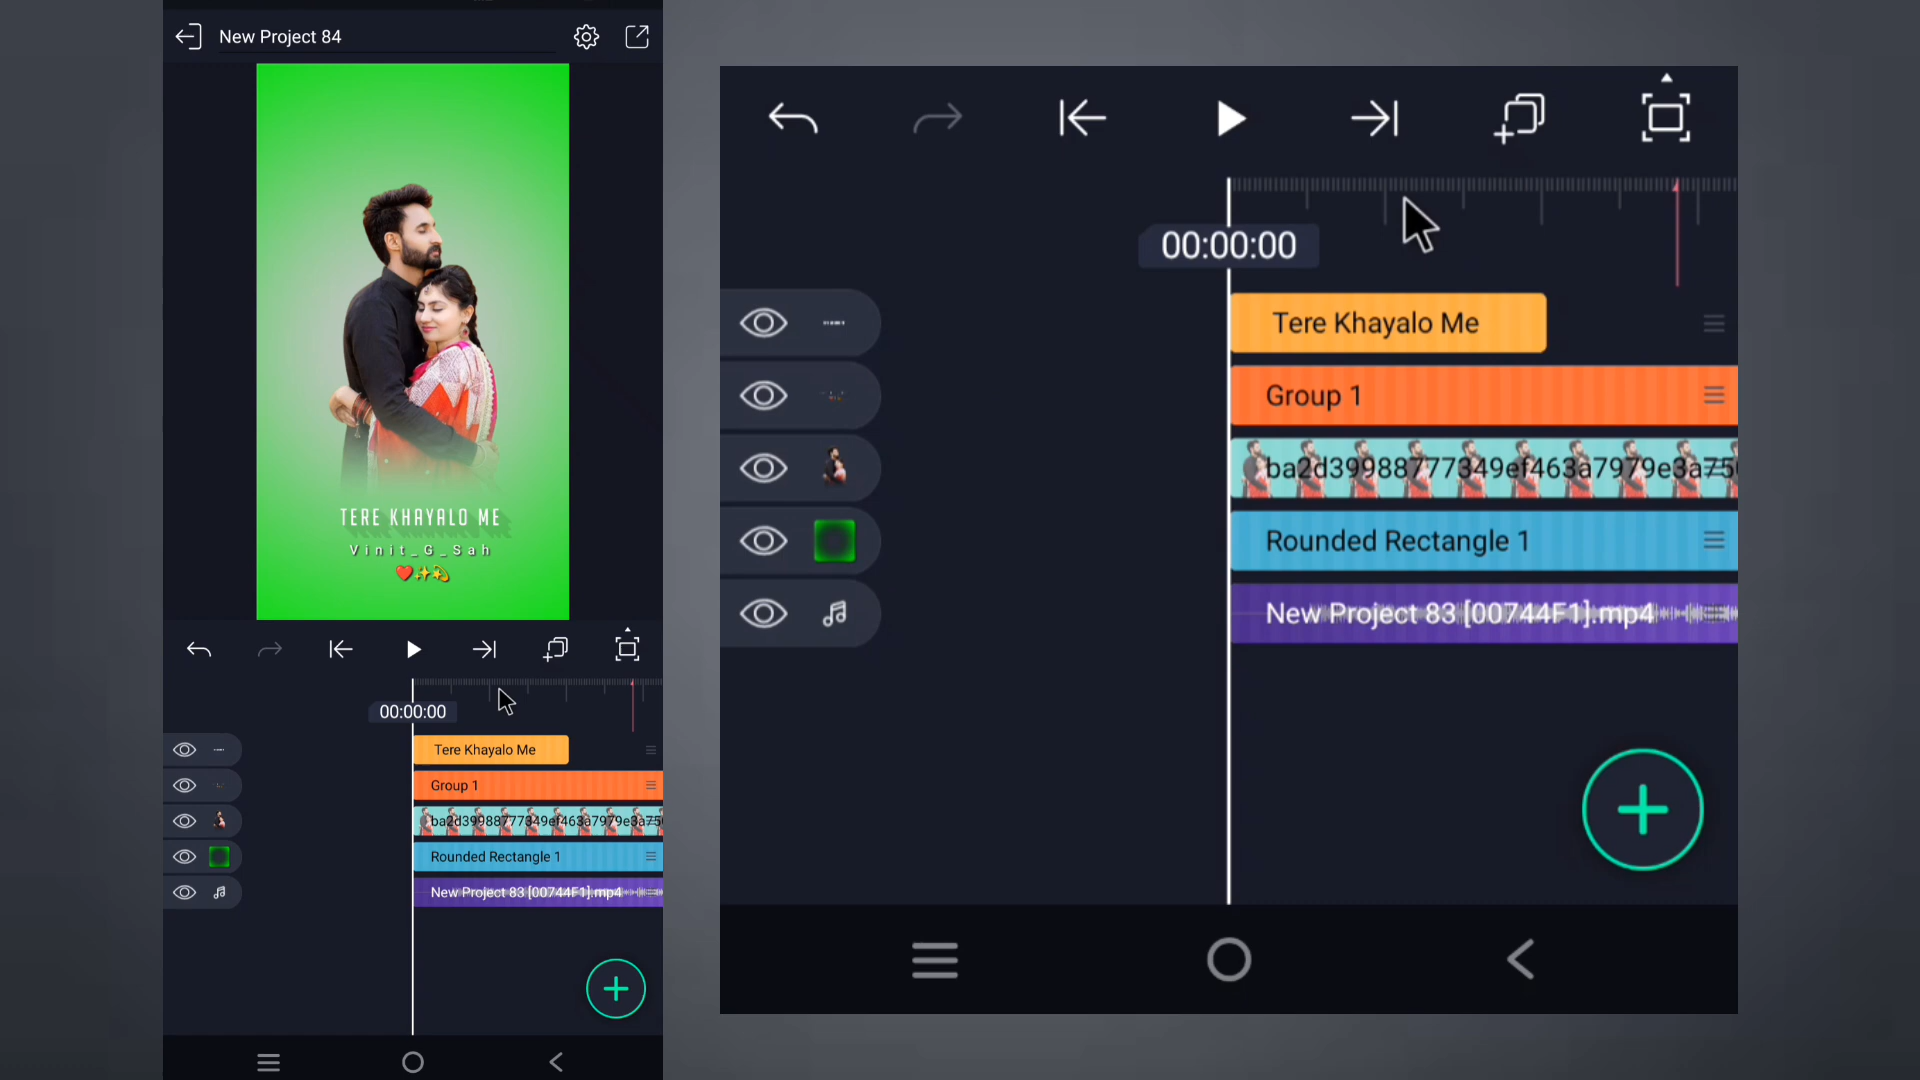 New Project 84
TERE KHAYALO ME
Vinit_G_Sah
00:00:00
Tere Khayalo Me
Group 1
ba2d39988777349ef463a7979e3a75
Rounded Rectangle 1
New Project 83 [00744F1].mp4
00:00:00
Tere Khayalo Me
Group 1
ba2d39988777349ef463a7979e3a75
Rounded Rectangle 1
New Project 83 [00744F1].mp4